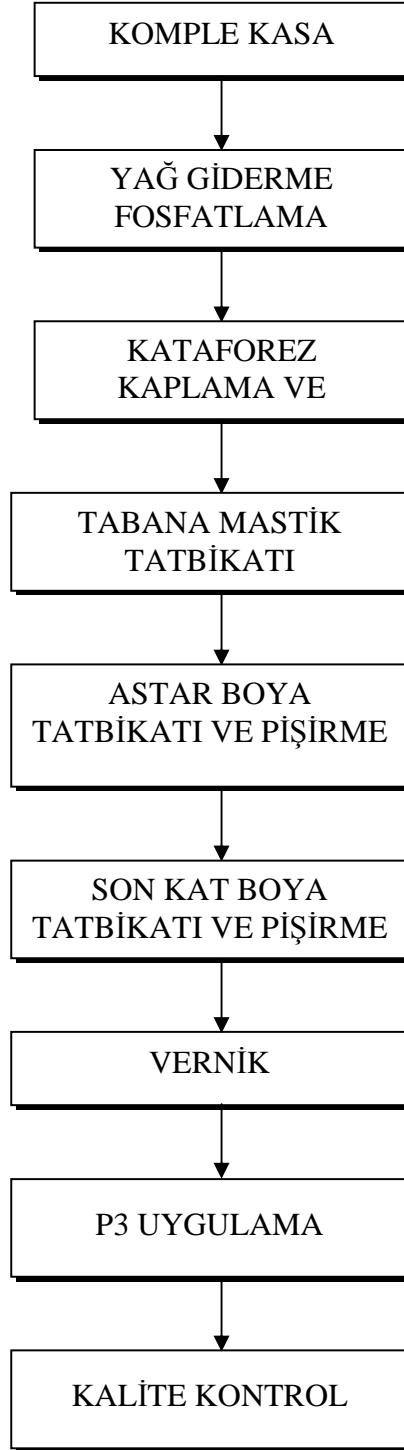 KOMPLE KASA
YAĞ GİDERME
FOSFATLAMA
KATAFOREZ
KAPLAMA VE
TABANA MASTİK
TATBİKATI
ASTAR BOYA
TATBİKATI VE PİŞİRME
SON KAT BOYA
TATBİKATI VE PİŞİRME
VERNİK
P3 UYGULAMA
KALİTE KONTROL